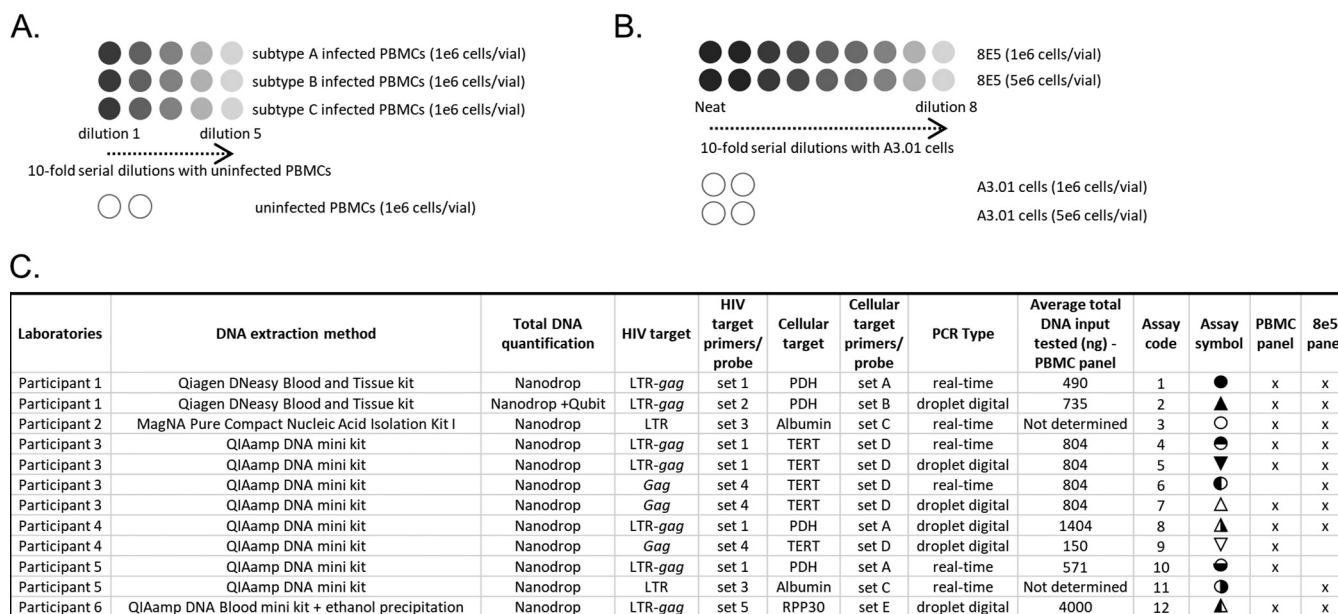 A.
subtype A infected PBMCs (1e6 cells/vial)
subtype B infected PBMCs (1e6 cells/vial)
subtype C infected PBMCs (1e6 cells/vial)
dilution 1 dilution 5
10-fold serial dilutions with uninfected PBMCs
uninfected PBMCs (1e6 cells/vial)
B.
8E5 (1e6 cells/vial)
8E5 (5e6 cells/vial)
Neat dilution 8
10-fold serial dilutions with A3.01 cells
A3.01 cells (1e6 cells/vial)
A3.01 cells (5e6 cells/vial)
C.
Laboratories DNA extraction method Total DNA quantification HIV target HIV target primers/ probe Cellular target Cellular target primers/ probe PCR Type Average total DNA input tested (ng) - PBMC panel Assay code Assay symbol PBMC panel 8e5 pane
Participant 1 Qiagen DNeasy Blood and Tissue kit Nanodrop LTR-gag set 1 PDH set A real-time 490 1 x x
Participant 1 Qiagen DNeasy Blood and Tissue kit Nanodrop +Qubit LTR-gag set 2 PDH set B droplet digital 735 2 x x
Participant 2 MagNA Pure Compact Nucleic Acid Isolation Kit I Nanodrop LTR set 3 Albumin set C real-time Not determined 3 x x
Participant 3 QIAamp DNA mini kit Nanodrop LTR-gag set 1 TERT set D real-time 804 4 x x
Participant 3 QIAamp DNA mini kit Nanodrop LTR-gag set 1 TERT set D droplet digital 804 5 x x
Participant 3 QIAamp DNA mini kit Nanodrop Gag set 4 TERT set D real-time 804 6 x
Participant 3 QIAamp DNA mini kit Nanodrop Gag set 4 TERT set D droplet digital 804 7 x x
Participant 4 QIAamp DNA mini kit Nanodrop LTR-gag set 1 PDH set A droplet digital 1404 8 x x
Participant 4 QIAamp DNA mini kit Nanodrop Gag set 4 TERT set D droplet digital 150 9 x
Participant 5 QIAamp DNA mini kit Nanodrop LTR-gag set 1 PDH set A real-time 571 10 x
Participant 5 QIAamp DNA mini kit Nanodrop LTR set 3 Albumin set C real-time Not determined 11 x
Participant 6 QIAamp DNA Blood mini kit + ethanol precipitation Nanodrop LTR-gag set 5 RPP30 set E droplet digital 4000 12 x x